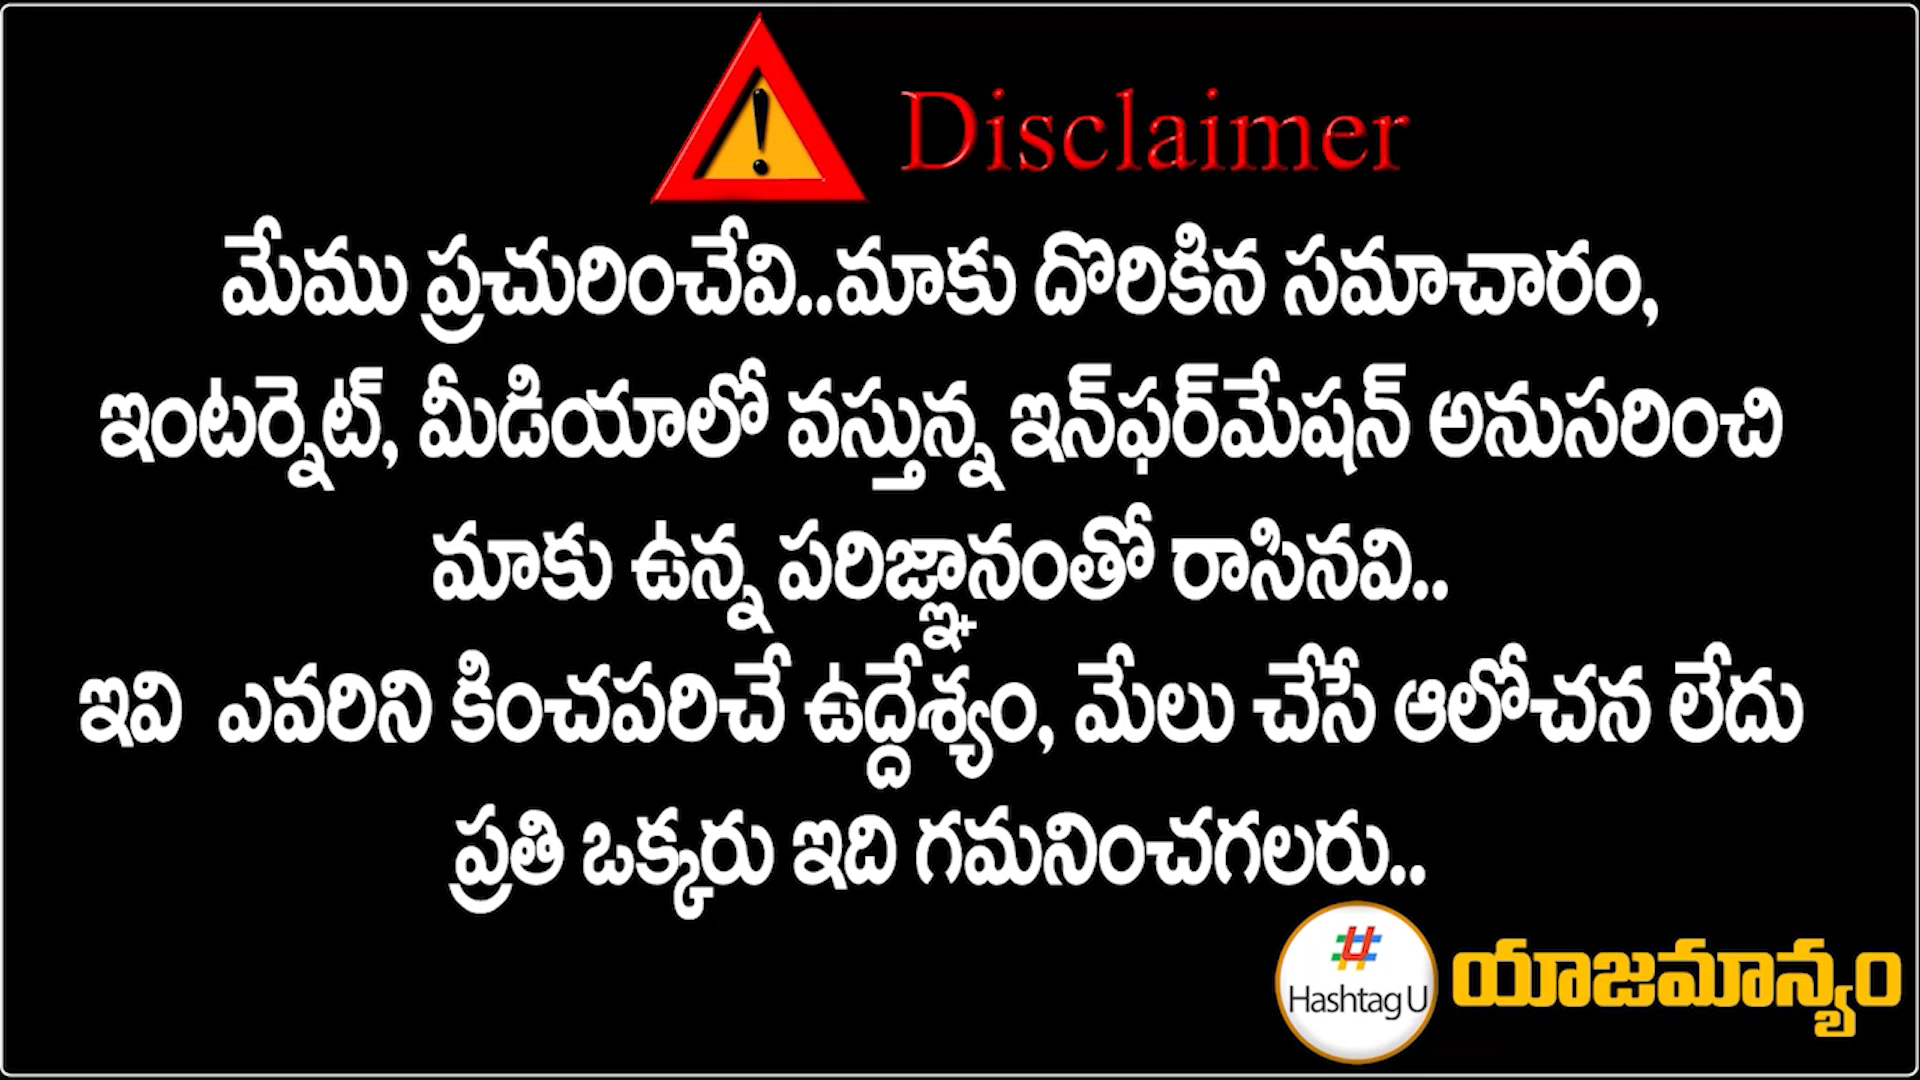 Disclaimer
మేము ప్రచురించేవి..మాకు దొరికిన సమాచారం,
ఇంటర్నెట్, మీడియాలో వస్తున్న ఇన్‌ఫర్‌మేషన్ అనుసరించి
మాకు ఉన్న పరిజ్ఞానంతో రాసినవి..
ఇవి ఎవరిని కించపరిచే ఉద్దేశ్యం, మేలు చేసే ఆలోచన లేదు
ప్రతి ఒక్కరు ఇది గమనించగలరు..
Hashtag U
యాజమాన్యం